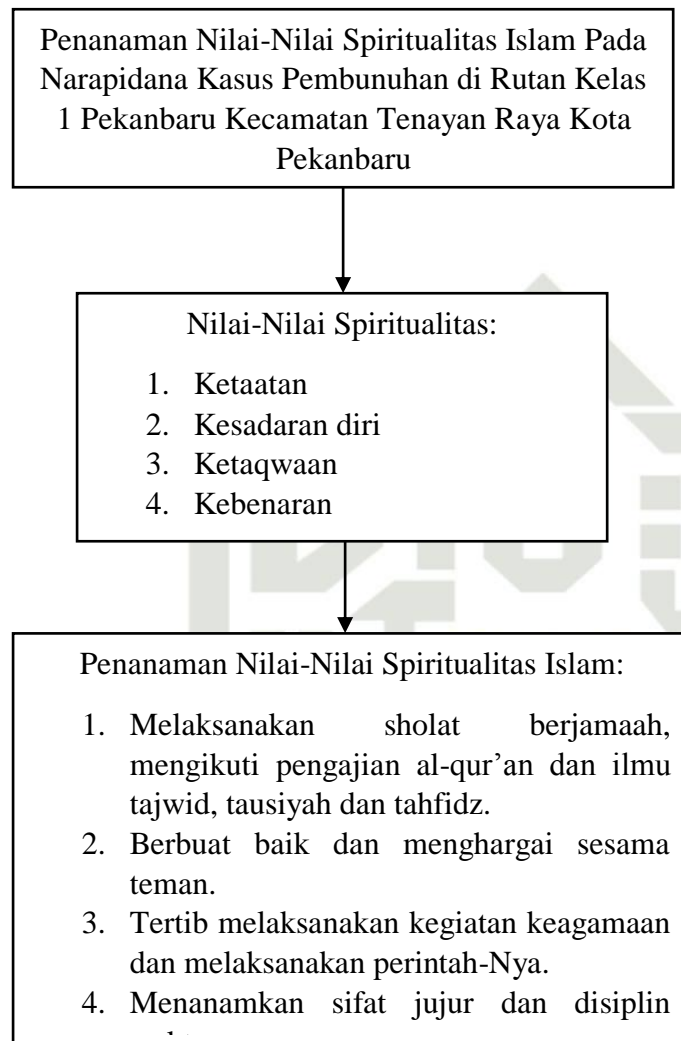 Penanaman Nilai-Nilai Spiritualitas Islam Pada
Narapidana Kasus Pembunuhan di Rutan Kelas
1 Pekanbaru Kecamatan Tenayan Raya Kota
Pekanbaru
Nilai-Nilai Spiritualitas:
1. Ketaatan
2. Kesadaran diri
3. Ketaqwaan
4. Kebenaran
Penanaman Nilai-Nilai Spiritualitas Islam:
1. Melaksanakan sholat berjamaah,
mengikuti pengajian al-qur’an dan ilmu
tajwid, tausiyah dan tahfidz.
2. Berbuat baik dan menghargai sesama
teman.
3. Tertib melaksanakan kegiatan keagamaan
dan melaksanakan perintah-Nya.
4. Menanamkan sifat jujur dan disiplin